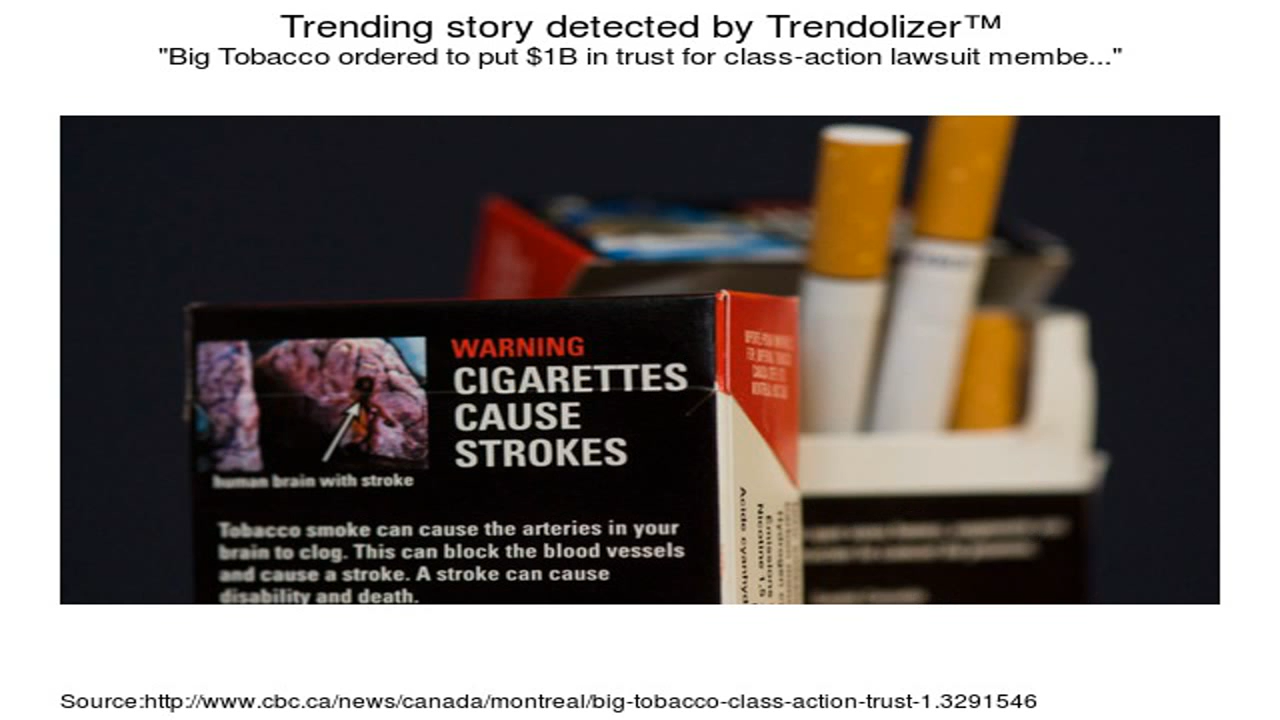 Trending story detected by Trendolizer™
"Big Tobacco ordered to put $1B in trust for class-action lawsuit membe..."
WARNING
CIGARETTES
CAUSE
STROKES
human brain with stroke
Tobacco smoke can cause the arteries in your
brain to clog. This can block the blood vessels
and cause a stroke. A stroke can cause
disability and death.
Source:http://www.cbc.ca/news/canada/montreal/big-tobacco-class-action-trust-1.3291546